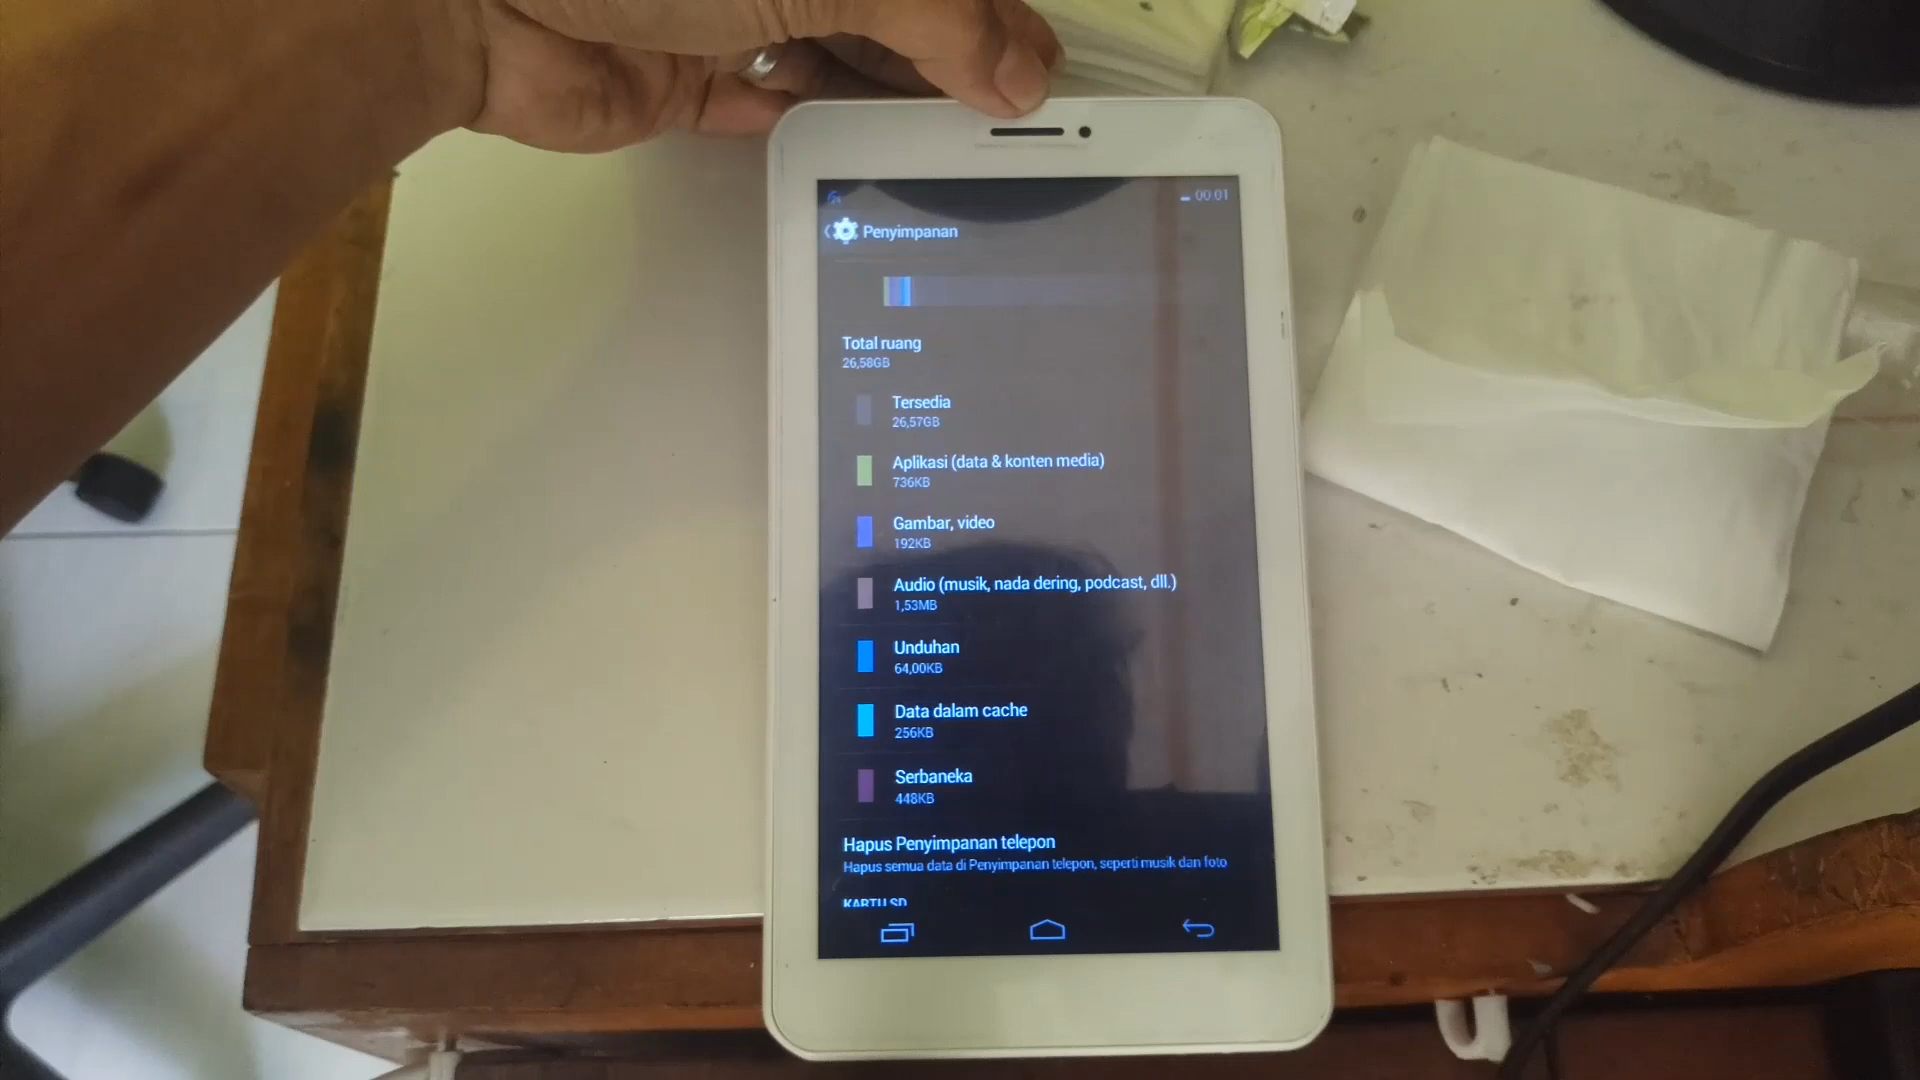 00:01
Penyimpanan
Total ruang
26,58GB
Tersedia
26,57GB
Aplikasi (data & konten media)
736KB
Gambar, video
192KB
Audio (musik, nada dering, podcast, dll.)
1,53MB
Unduhan
64,00KB
Data dalam cache
256KB
Serbaneka
448KB
Hapus Penyimpanan telepon
Hapus semua data di Penyimpanan telepon, seperti musik dan foto
KARTU SD